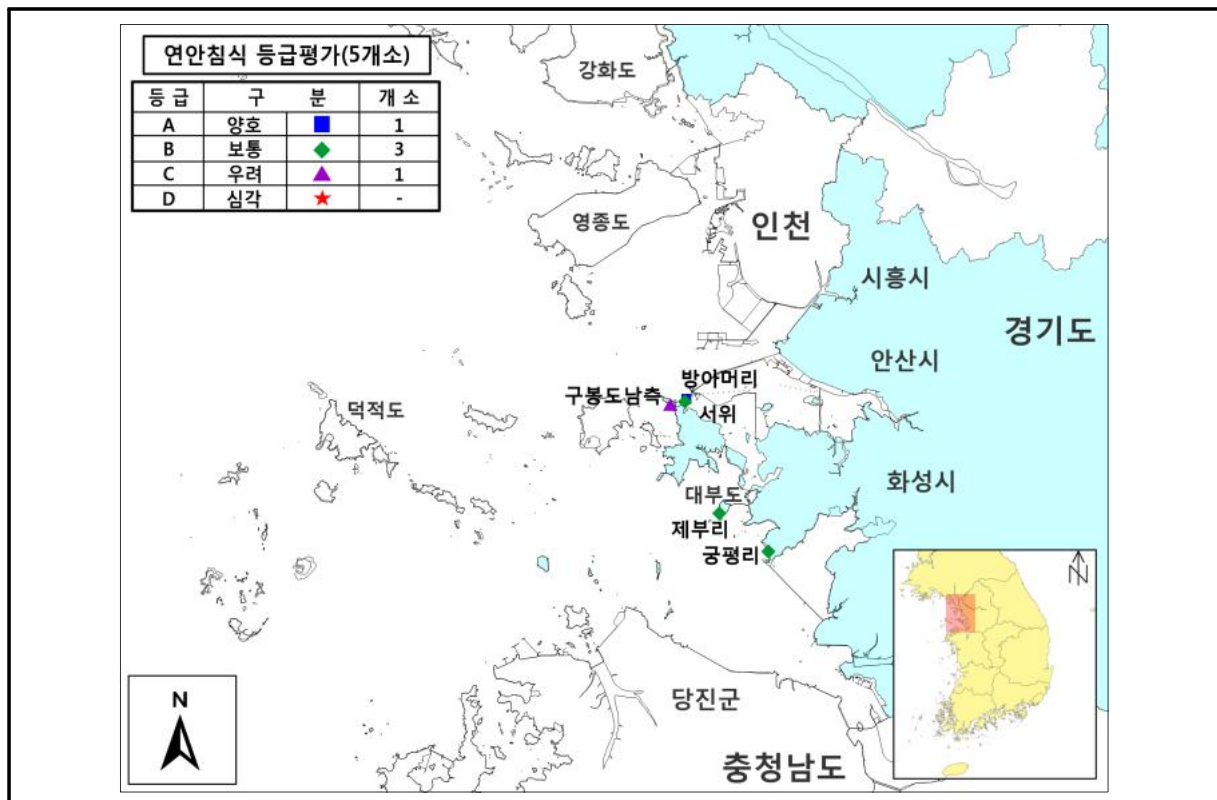 연안침식 등급평가(5개소)
등 급 구 분 개 소
A 양호 1
B 보통 3
C 우려 1
D 심각 -
강화도
영종도
인천
시흥시
경기도
안산시
방아머리
구봉도남측
서위
덕적도
화성시
대부도
제부리
궁평리
N
N
당진군
충청남도